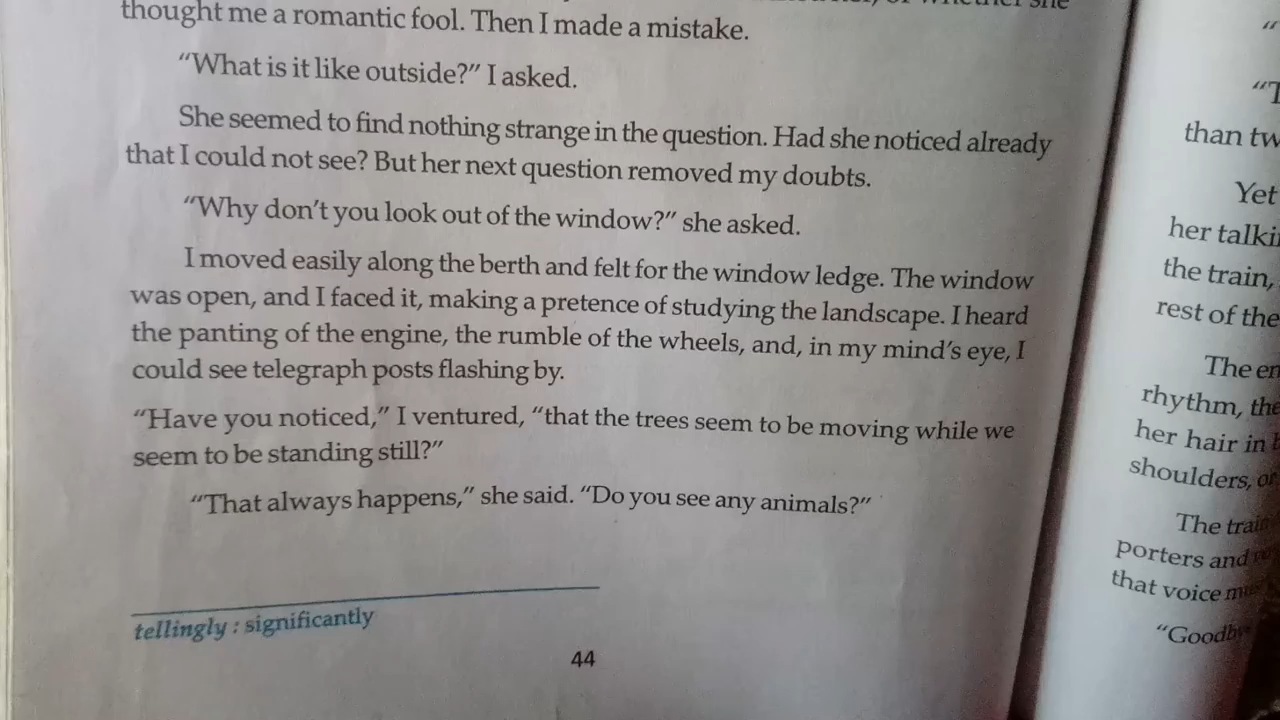 thought me a romantic fool. Then I made a mistake.
“What is it like outside?” I asked.
She seemed to find nothing strange in the question. Had she noticed already
that I could not see? But her next question removed my doubts.
“Why don’t you look out of the window?” she asked.
I moved easily along the berth and felt for the window ledge. The window
was open, and I faced it, making a pretence of studying the landscape. I heard
the panting of the engine, the rumble of the wheels, and, in my mind’s eye, I
could see telegraph posts flashing by.
“Have you noticed,” I ventured, “that the trees seem to be moving while we
seem to be standing still?”
“That always happens,” she said. “Do you see any animals?”
tellingly : significantly
44
than
Yet
her
the train,
rest of the
The
rhythm,
her hair in
shoulders,
The
porters and
that voice